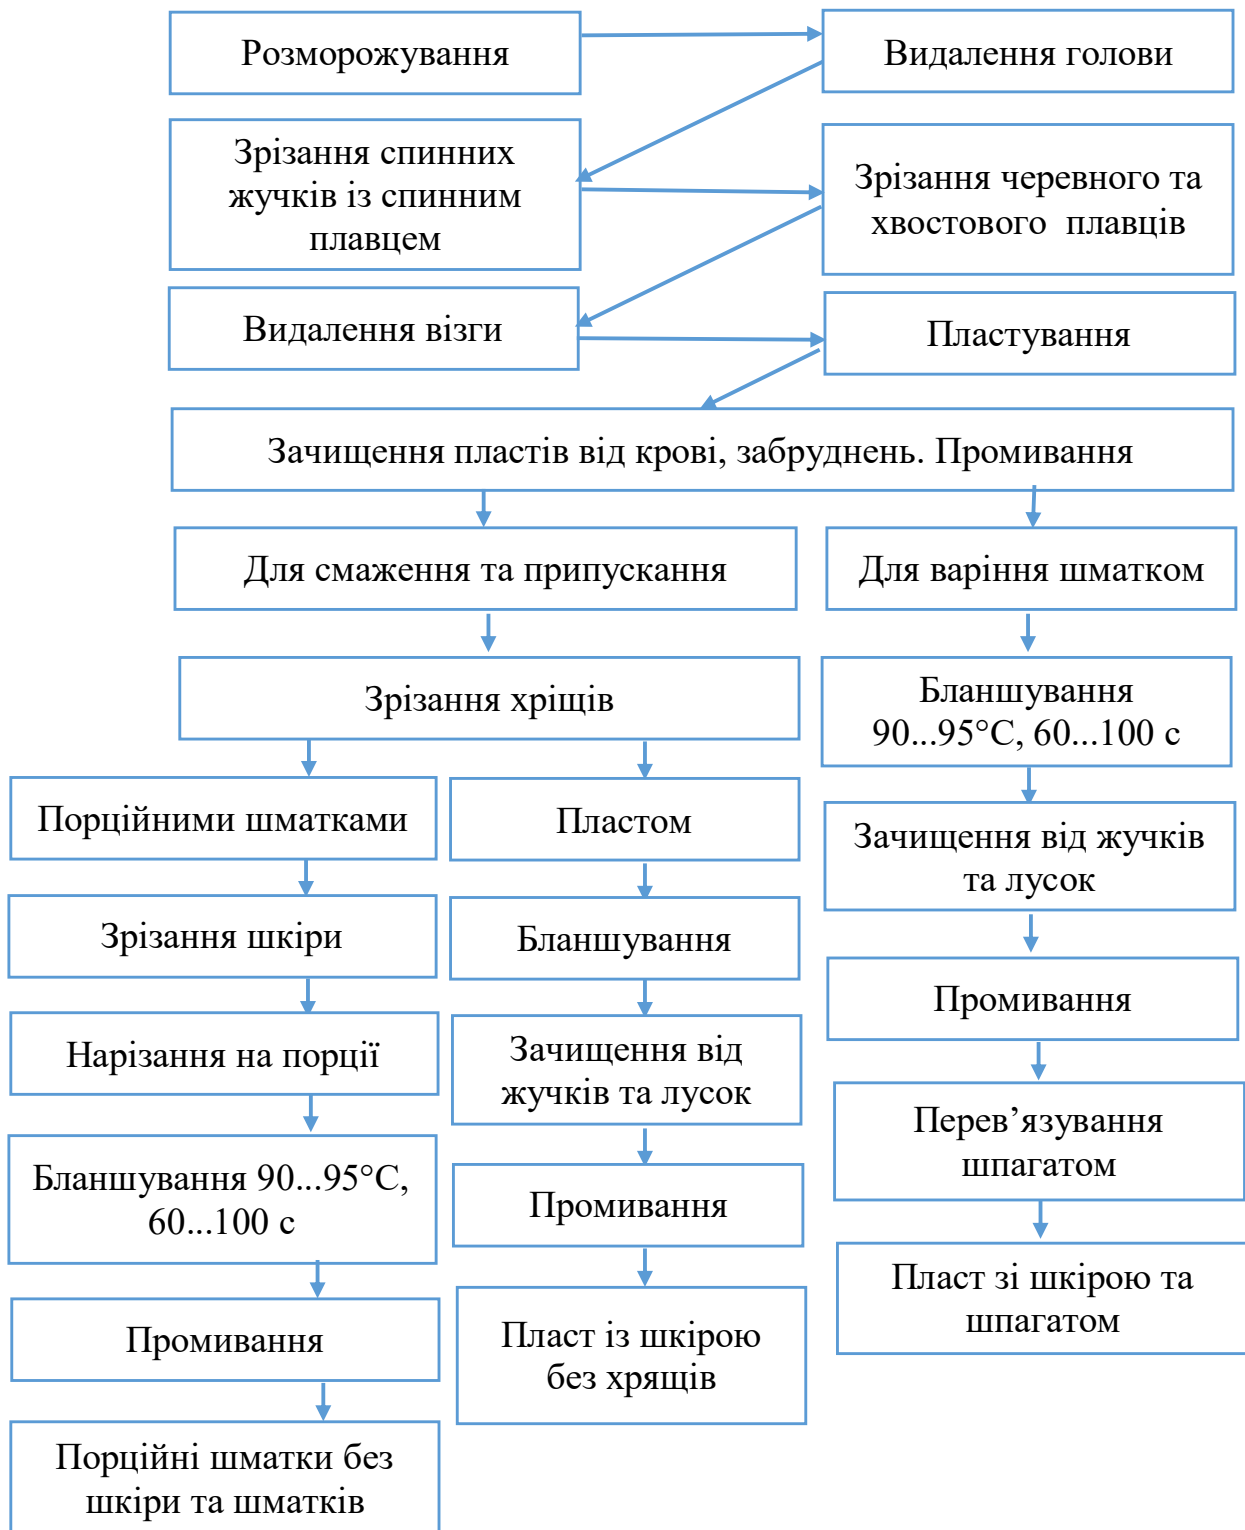 Розморожування
Видалення голови
Зрізання спинних
жучків із спинним
плавцем
Зрізання черевного та
хвостового плавців
Видалення візги
Пластування
Зачищення пластів від крові, забруднень. Промивання
Для смаження та припускання
Для варіння шматком
Зрізання хріщів
Бланшування
90...95°С, 60...100 с
Порційними шматками
Пластом
Зачищення від жучків
та лусок
Зрізання шкіри
Бланшування
Промивання
Нарізання на порції
Зачищення від
жучків та лусок
Перев’язування
шпагатом
Бланшування 90...95°С,
60...100 с
Промивання
Пласт зі шкірою та
шпагатом
Промивання
Пласт із шкірою
без хрящів
Порційні шматки без
шкіри та шматків